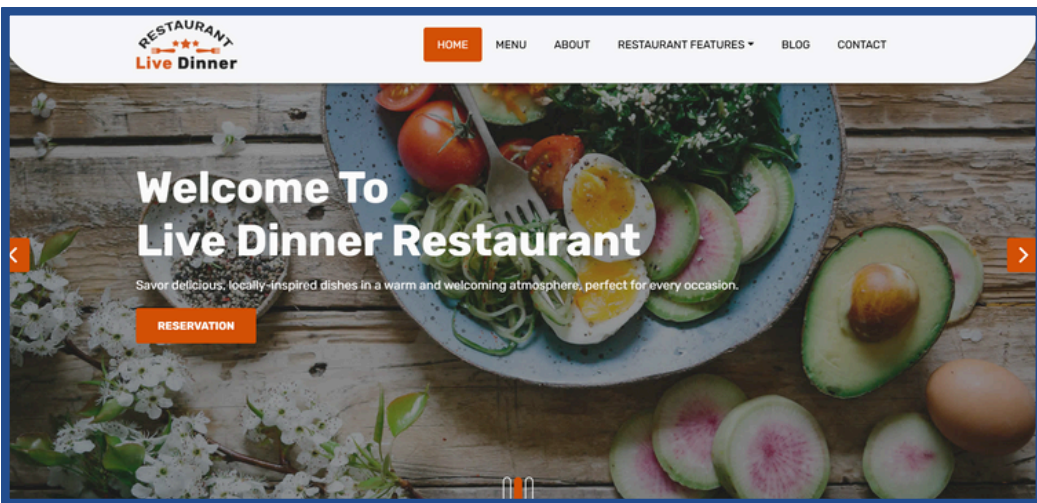 RESTAURANT
Live Dinner
HOME MENU ABOUT RESTAURANT FEATURES BLOG CONTACT
Welcome To
Live Dinner Restaurant
Savor delicious, locally-inspired dishes in a warm and welcoming atmosphere, perfect for every occasion.
RESERVATION